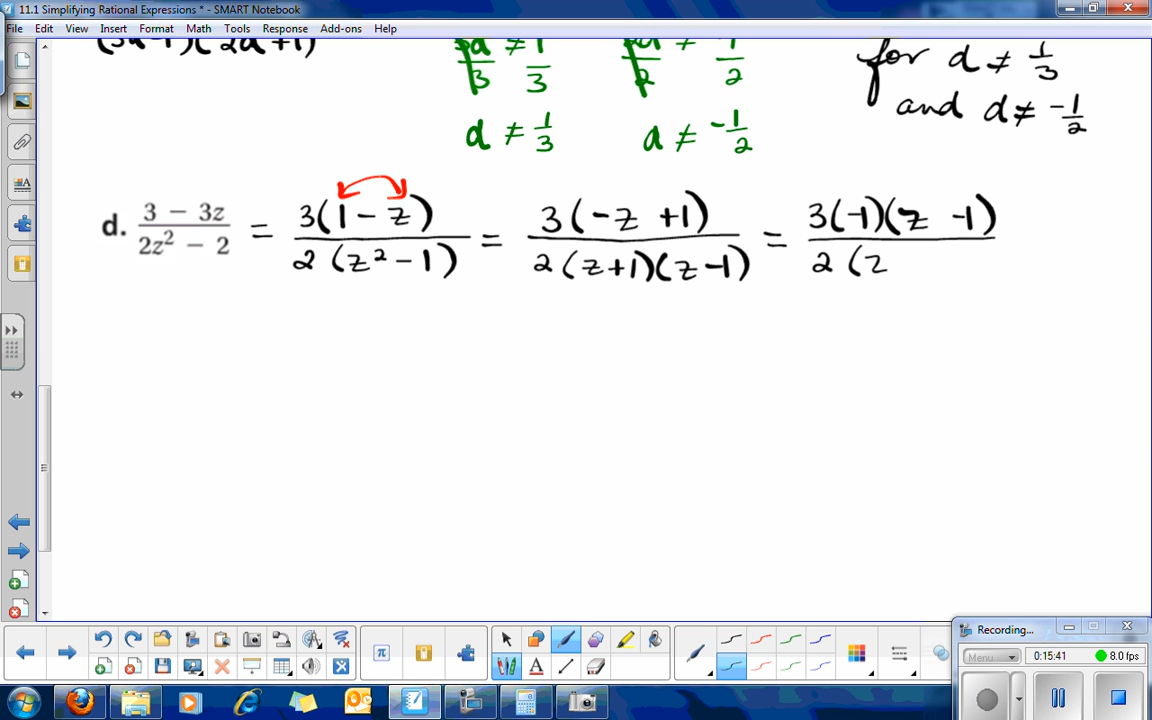 11.1 Simplifying Rational Expressions * - SMART Notebook
File Edit View Insert Format Math Tools Response Add-ons Help
for d ≠ 1/3
and d ≠ -1/2
d ≠ 1/3 d ≠ -1/2
d. (3 - 3z)/(2z² - 2) = 3(1 - z)/2(z² - 1) = 3(-z + 1)/2(z+1)(z-1) = 3(-1)(z - 1)/2(z
Recording...
Menu 0:15:41 8.0 fps